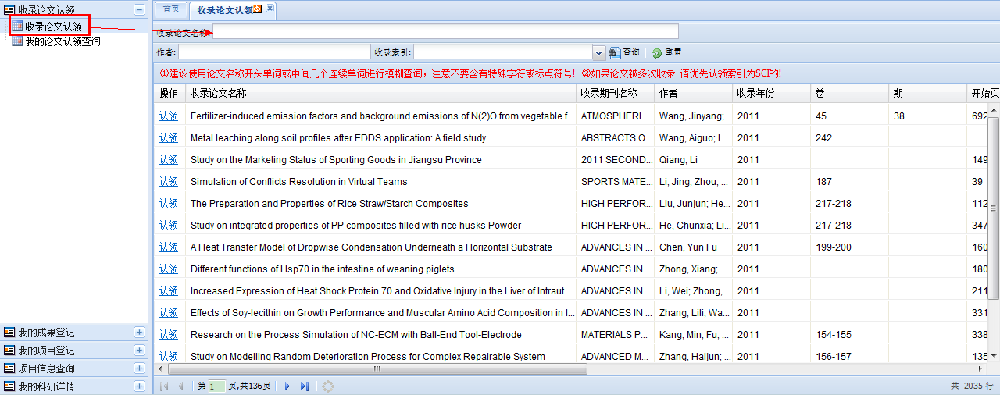 收录论文认领
收录论文认领
我的论文认领查询
我的成果登记
我的项目登记
项目信息查询
我的科研详情
首页 收录论文认领
收录论文名称:
作者: 收录索引: 查询 重置
①建议使用论文名称开头单词或中间几个连续单词进行模糊查询，注意不要含有特殊字符或标点符号! ②如果论文被多次收录 请优先认领索引为SCI的!
操作 收录论文名称 收录期刊名称 作者 收录年份 卷 期 开始页
认领 Fertilizer-induced emission factors and background emissions of N(2)O from vegetable f... ATMOSPHERI... Wang, Jinyang;... 2011 45 38 692
认领 Metal leaching along soil profiles after EDDS application: A field study ABSTRACTS O... Wang, Aiguo; L... 2011 242
认领 Study on the Marketing Status of Sporting Goods in Jiangsu Province 2011 SECOND... Qiang, Li 2011 149
认领 Simulation of Conflicts Resolution in Virtual Teams SPORTS MATE... Li, Jing; Zhou, ... 2011 187 39
认领 The Preparation and Properties of Rice Straw/Starch Composites HIGH PERFOR... Liu, Junjun; He... 2011 217-218 112
认领 Study on integrated properties of PP composites filled with rice husks Powder HIGH PERFOR... He, Chunxia; Li... 2011 217-218 347
认领 A Heat Transfer Model of Dropwise Condensation Underneath a Horizontal Substrate ADVANCES IN ... Chen, Yun Fu 2011 199-200 160
认领 Different functions of Hsp70 in the intestine of weaning piglets ADVANCES IN ... Zhong, Xiang; ... 2011 180
认领 Increased Expression of Heat Shock Protein 70 and Oxidative Injury in the Liver of Intraut... ADVANCES IN ... Li, Wei; Zhong,... 2011 211
认领 Effects of Soy-lecithin on Growth Performance and Muscular Amino Acid Composition in I... ADVANCES IN ... Zhang, Lili; Wa... 2011 331
认领 Research on the Process Simulation of NC-ECM with Ball-End Tool-Electrode MATERIALS P... Kang, Min; Fu, ... 2011 154-155 338
认领 Study on Modelling Random Deterioration Process for Complex Repairable System ADVANCED M... Zhang, Haijun; ... 2011 156-157 135
第 1 页,共136页 共 2035 行